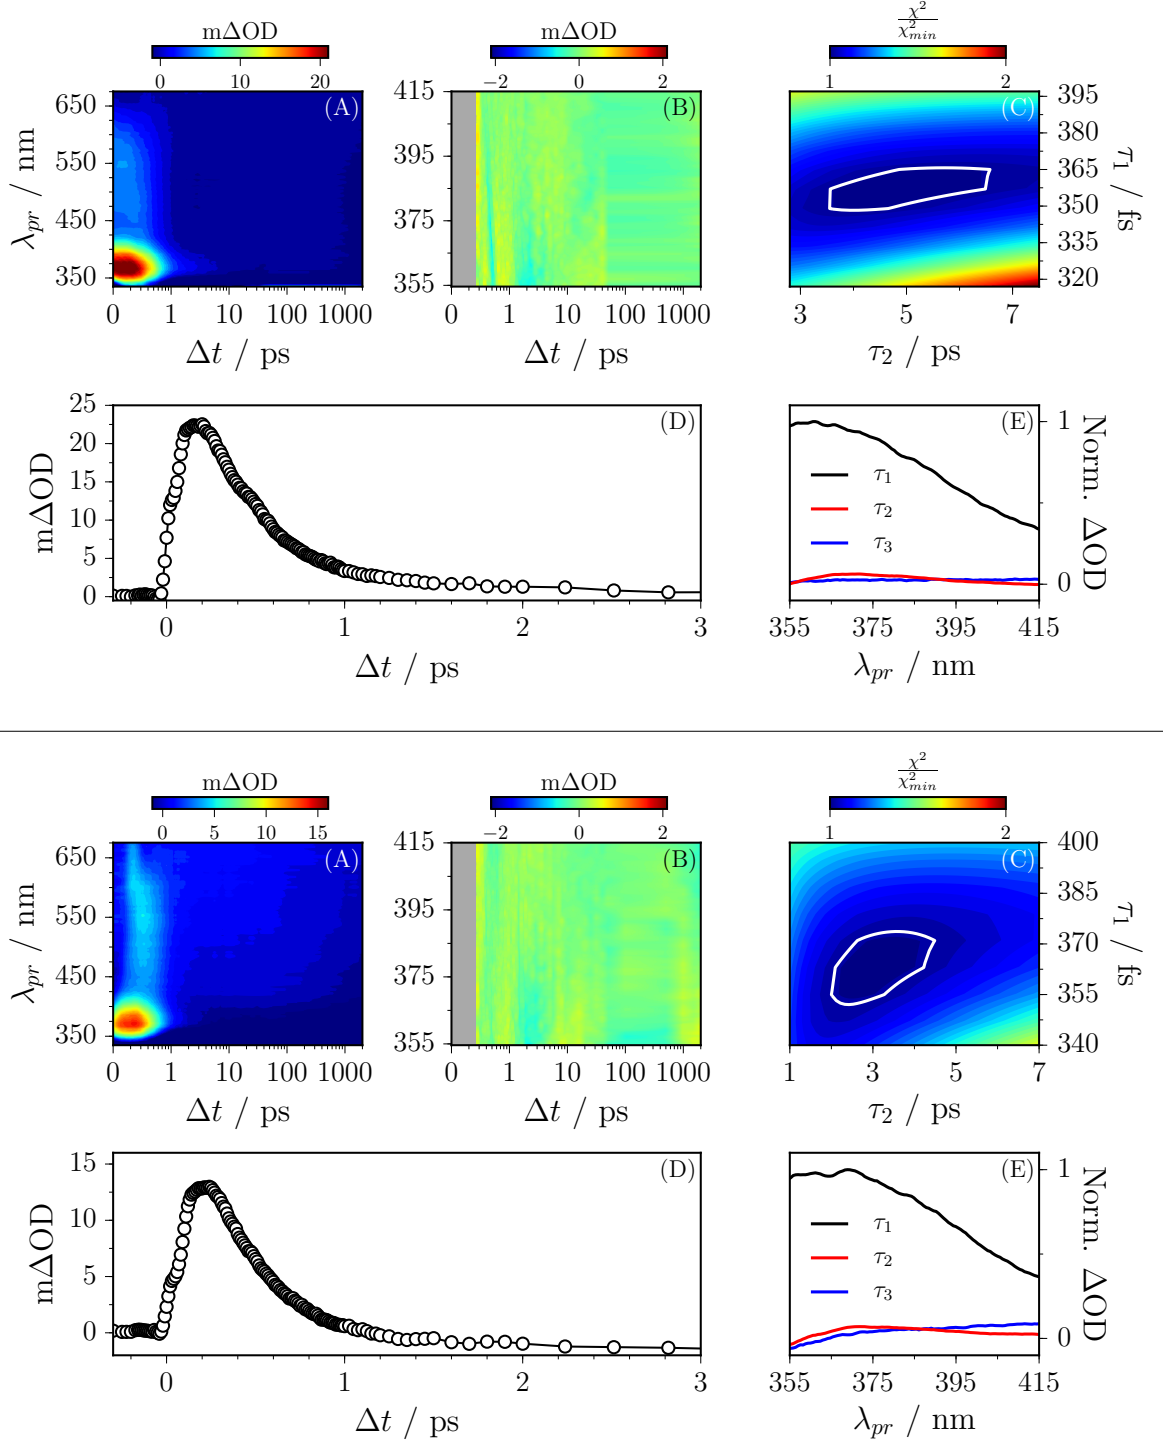 mΔOD
0 10 20
(A)
650
550
450
350
λpr / nm
0 1 10 100 1000
Δt / ps
mΔOD
−2 0 2
(B)
415
395
375
355
0 1 10 100 1000
Δt / ps
χ²/χ²min
1 2
(C)
395
380
365
350
335
320
τ1 / fs
3 5 7
τ2 / ps
(D)
25
20
15
10
5
0
mΔOD
0 1 2 3
Δt / ps
(E)
τ1
τ2
τ3
1
0
Norm. ΔOD
355 375 395 415
λpr / nm
mΔOD
0 5 10 15
(A)
650
550
450
350
λpr / nm
0 1 10 100 1000
Δt / ps
mΔOD
−2 0 2
(B)
415
395
375
355
0 1 10 100 1000
Δt / ps
χ²/χ²min
1 2
(C)
400
385
370
355
340
τ1 / fs
1 3 5 7
τ2 / ps
(D)
15
10
5
0
mΔOD
0 1 2 3
Δt / ps
(E)
τ1
τ2
τ3
1
0
Norm. ΔOD
355 375 395 415
λpr / nm